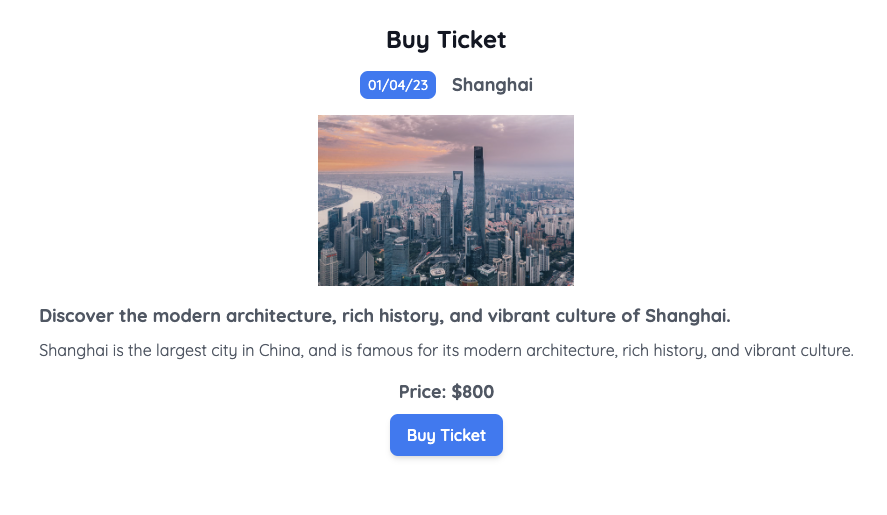 Buy Ticket
01/04/23 Shanghai
Discover the modern architecture, rich history, and vibrant culture of Shanghai.
Shanghai is the largest city in China, and is famous for its modern architecture, rich history, and vibrant culture.
Price: $800
Buy Ticket